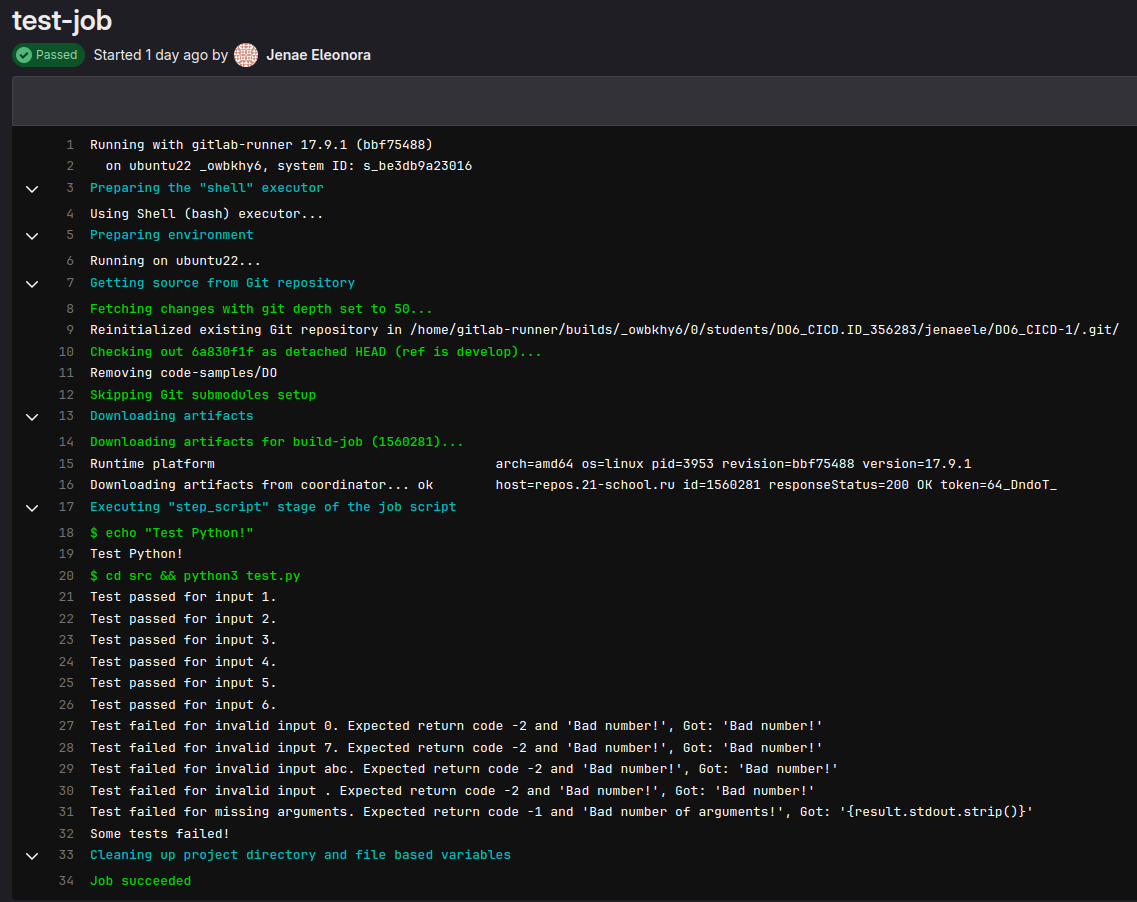 test-job
Passed Started 1 day ago by Jenae Eleonora
1 Running with gitlab-runner 17.9.1 (bbf75488)
2 on ubuntu22 _owbkhy6, system ID: s_be3db9a23016
3 Preparing the "shell" executor
4 Using Shell (bash) executor...
5 Preparing environment
6 Running on ubuntu22...
7 Getting source from Git repository
8 Fetching changes with git depth set to 50...
9 Reinitialized existing Git repository in /home/gitlab-runner/builds/_owbkhy6/0/students/DO6_CICD.ID_356283/jenaeele/DO6_CICD-1/.git/
10 Checking out 6a830f1f as detached HEAD (ref is develop)...
11 Removing code-samples/DO
12 Skipping Git submodules setup
13 Downloading artifacts
14 Downloading artifacts for build-job (1560281)...
15 Runtime platform arch=amd64 os=linux pid=3953 revision=bbf75488 version=17.9.1
16 Downloading artifacts from coordinator... ok host=repos.21-school.ru id=1560281 responseStatus=200 OK token=64_DndoT_
17 Executing "step_script" stage of the job script
18 $ echo "Test Python!"
19 Test Python!
20 $ cd src && python3 test.py
21 Test passed for input 1.
22 Test passed for input 2.
23 Test passed for input 3.
24 Test passed for input 4.
25 Test passed for input 5.
26 Test passed for input 6.
27 Test failed for invalid input 0. Expected return code -2 and 'Bad number!', Got: 'Bad number!'
28 Test failed for invalid input 7. Expected return code -2 and 'Bad number!', Got: 'Bad number!'
29 Test failed for invalid input abc. Expected return code -2 and 'Bad number!', Got: 'Bad number!'
30 Test failed for invalid input . Expected return code -2 and 'Bad number!', Got: 'Bad number!'
31 Test failed for missing arguments. Expected return code -1 and 'Bad number of arguments!', Got: '{result.stdout.strip()}'
32 Some tests failed!
33 Cleaning up project directory and file based variables
34 Job succeeded